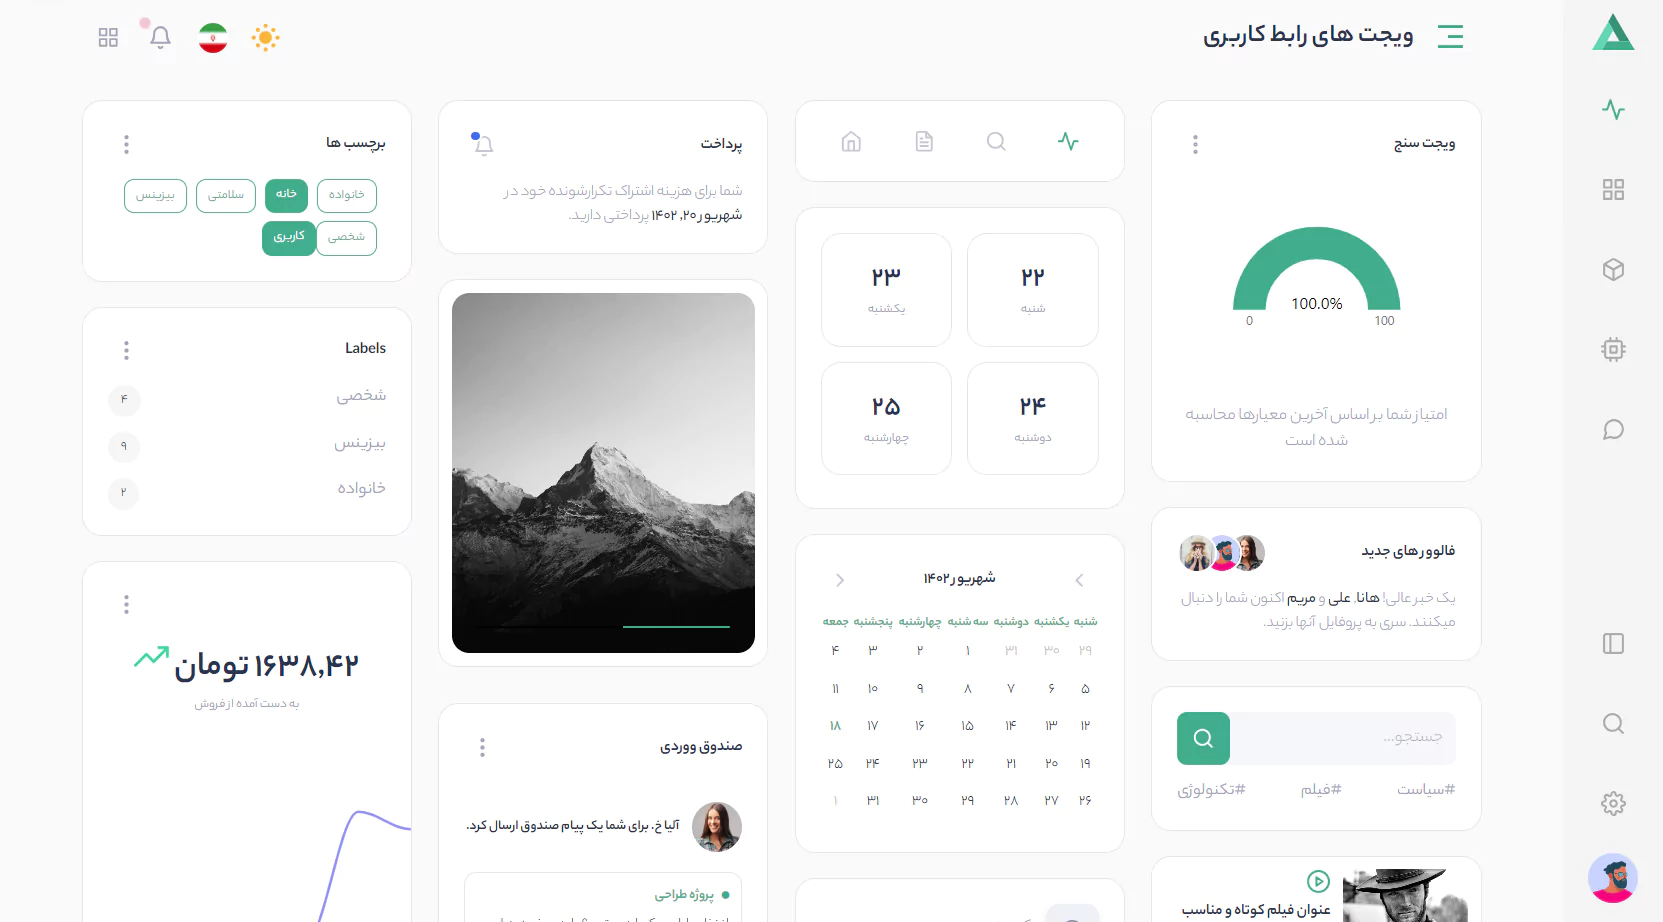 ویجت های رابط کاربری
ویجت سنج
100.0%
0
100
امتیاز شما بر اساس آخرین معیارها محاسبه
شده است
فالوور های جدید
یک خبر عالی! هانا, علی و مریم اکنون شما را دنبال
میکنند. سری به پروفایل آنها بزنید.
جستجو...
#سیاست
#فیلم
#تکنولوژی
عنوان فیلم کوتاه و مناسب
۲۲
شنبه
۲۳
یکشنبه
۲۴
دوشنبه
۲۵
چهارشنبه
شهریور ۱۴۰۲
شنبه یکشنبه دوشنبه سه شنبه چهارشنبه پنجشنبه جمعه
۲۹ ۳۰ ۳۱ ۱ ۲ ۳ ۴
۵ ۶ ۷ ۸ ۹ ۱۰ ۱۱
۱۲ ۱۳ ۱۴ ۱۵ ۱۶ ۱۷ ۱۸
۱۹ ۲۰ ۲۱ ۲۲ ۲۳ ۲۴ ۲۵
۲۶ ۲۷ ۲۸ ۲۹ ۳۰ ۳۱ ۱
پرداخت
شما برای هزینه اشتراک تکرارشونده خود در
شهریور ۲۰, ۱۴۰۲ پرداختی دارید.
صندوق ووردی
آلیا خ. برای شما یک پیام صندوق ارسال کرد.
پروژه طراحی
برچسب ها
خانواده
خانه
سلامتی
بیزینس
شخصی
کاربری
Labels
شخصی
۴
بیزینس
۹
خانواده
۲
۱۶۳۸,۴۲ تومان
به دست آمده از فروش